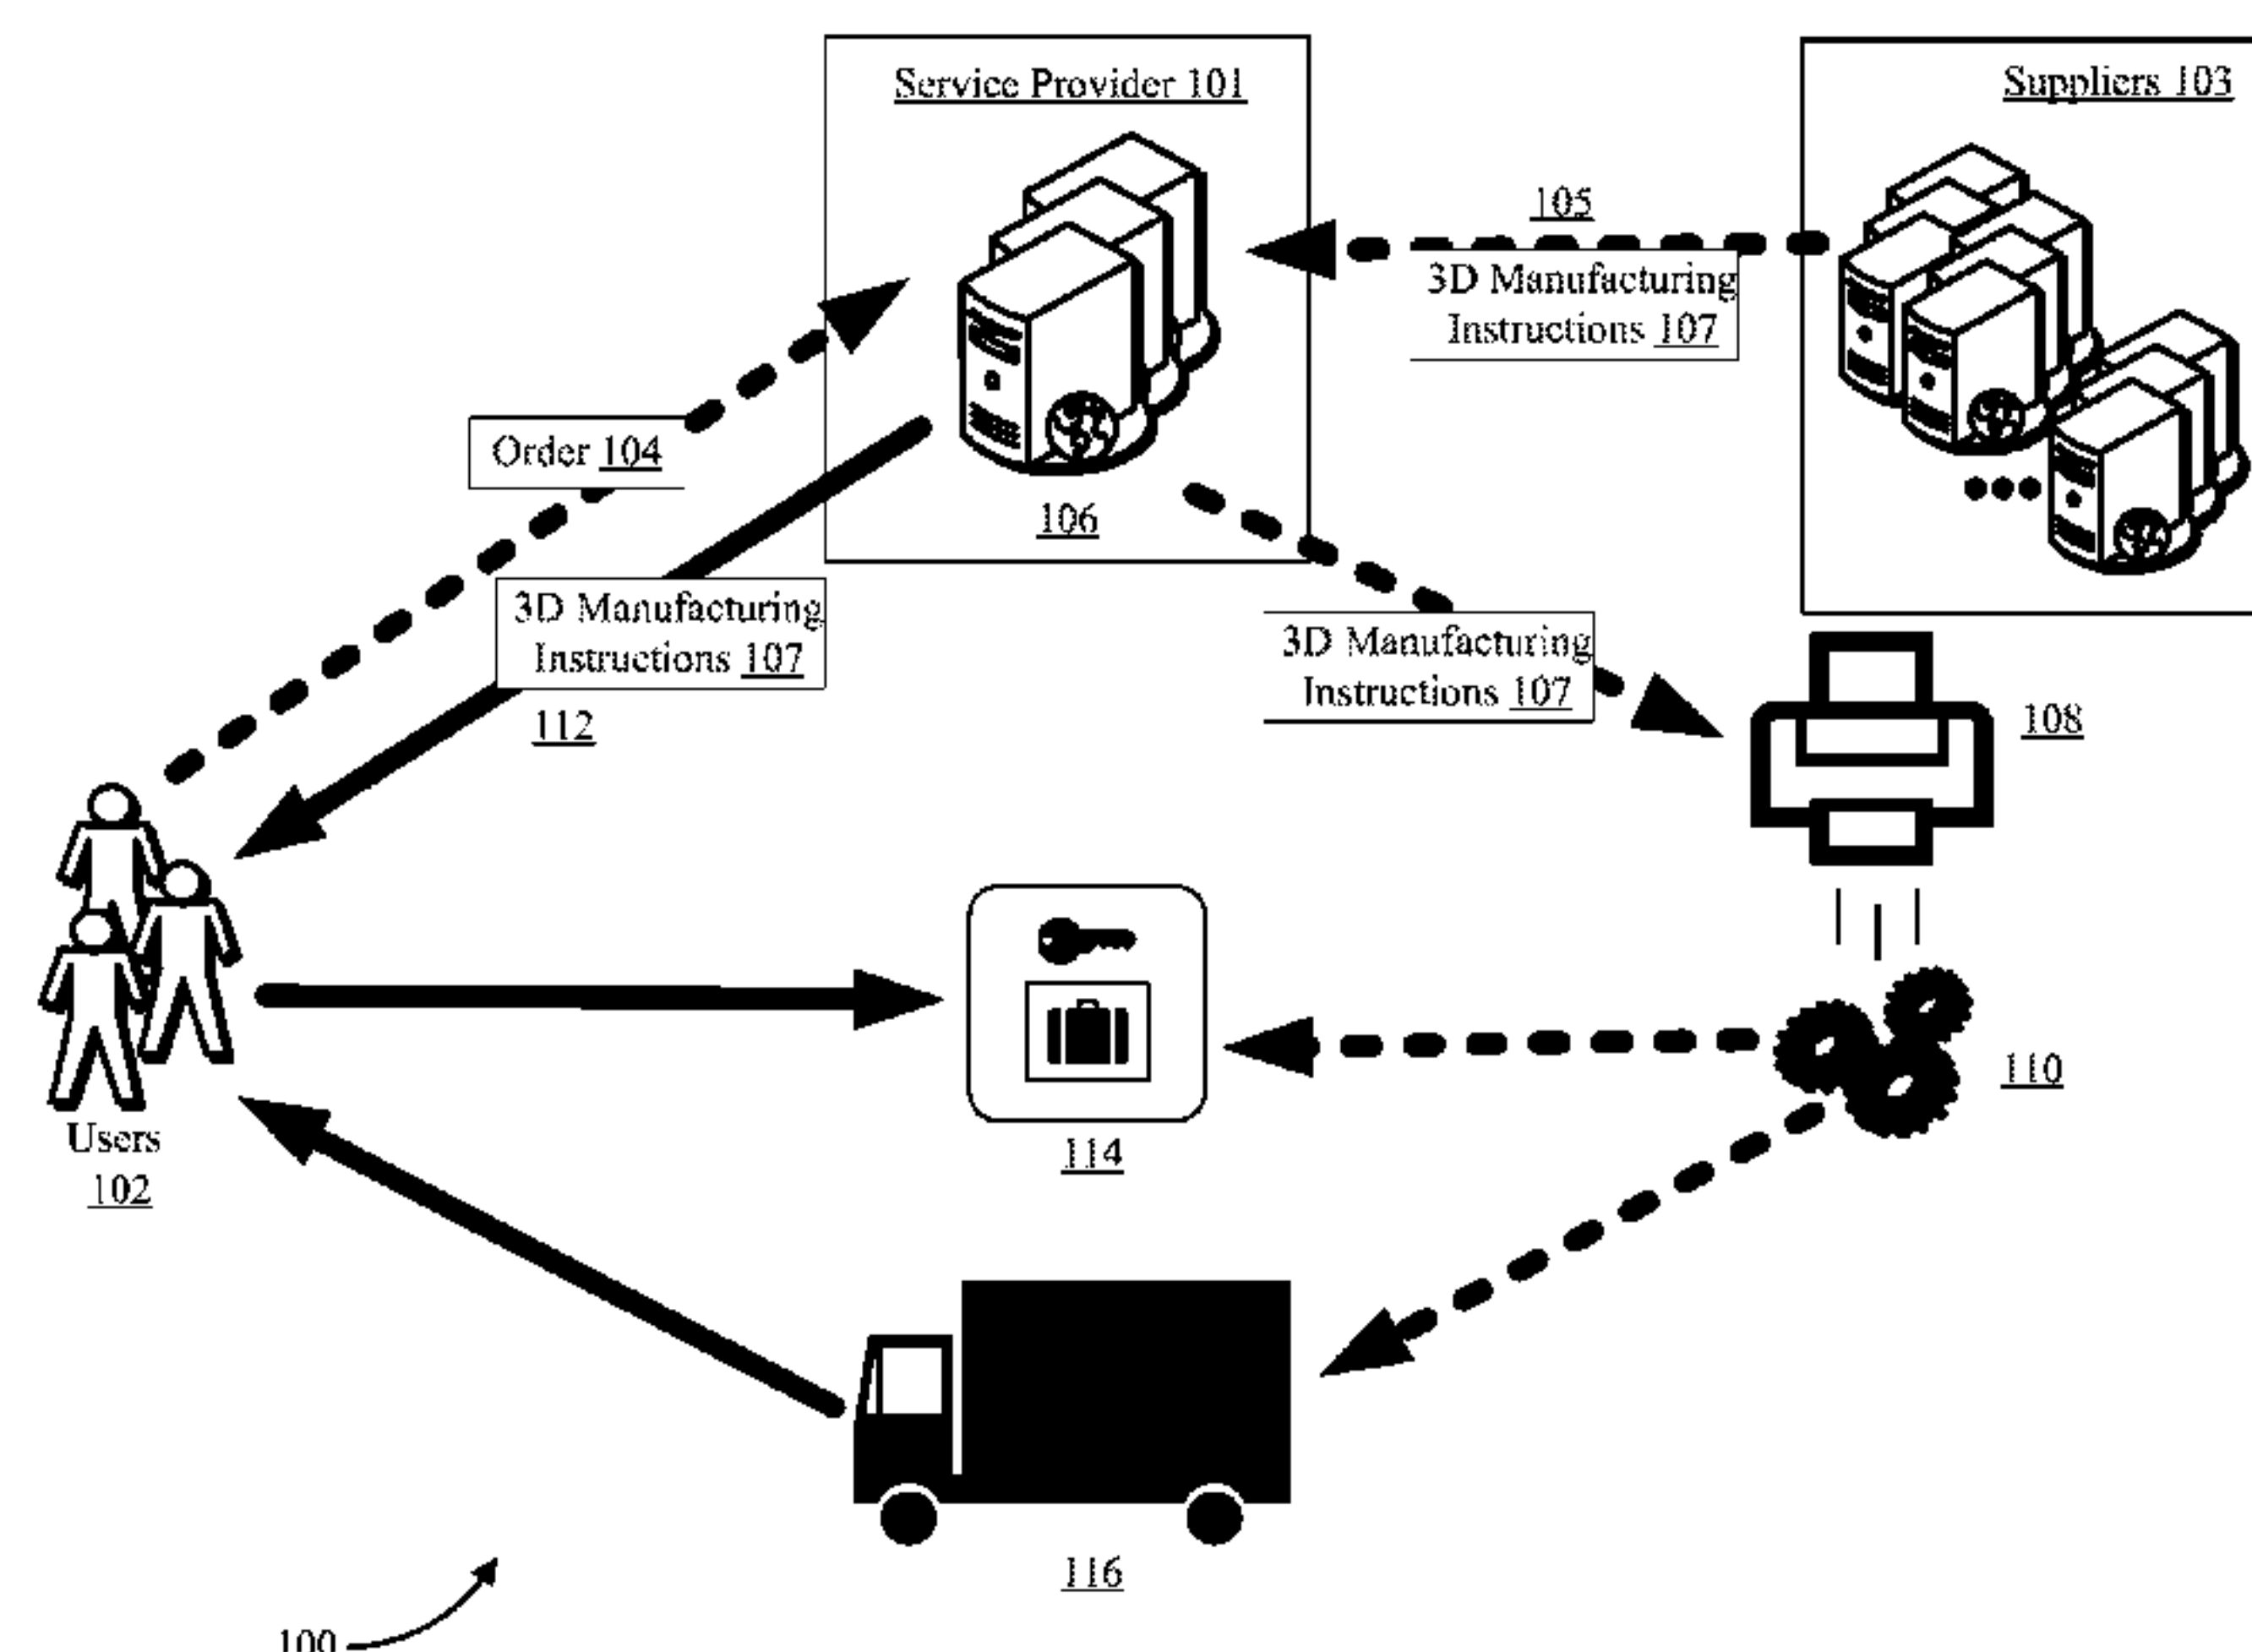 Service Provider 101
Suppliers 103
105
3D Manufacturing
Instructions 107
Order 104
106
3D Manufacturing
Instructions 107
112
3D Manufacturing
Instructions 107
108
110
Users
102
114
116
100